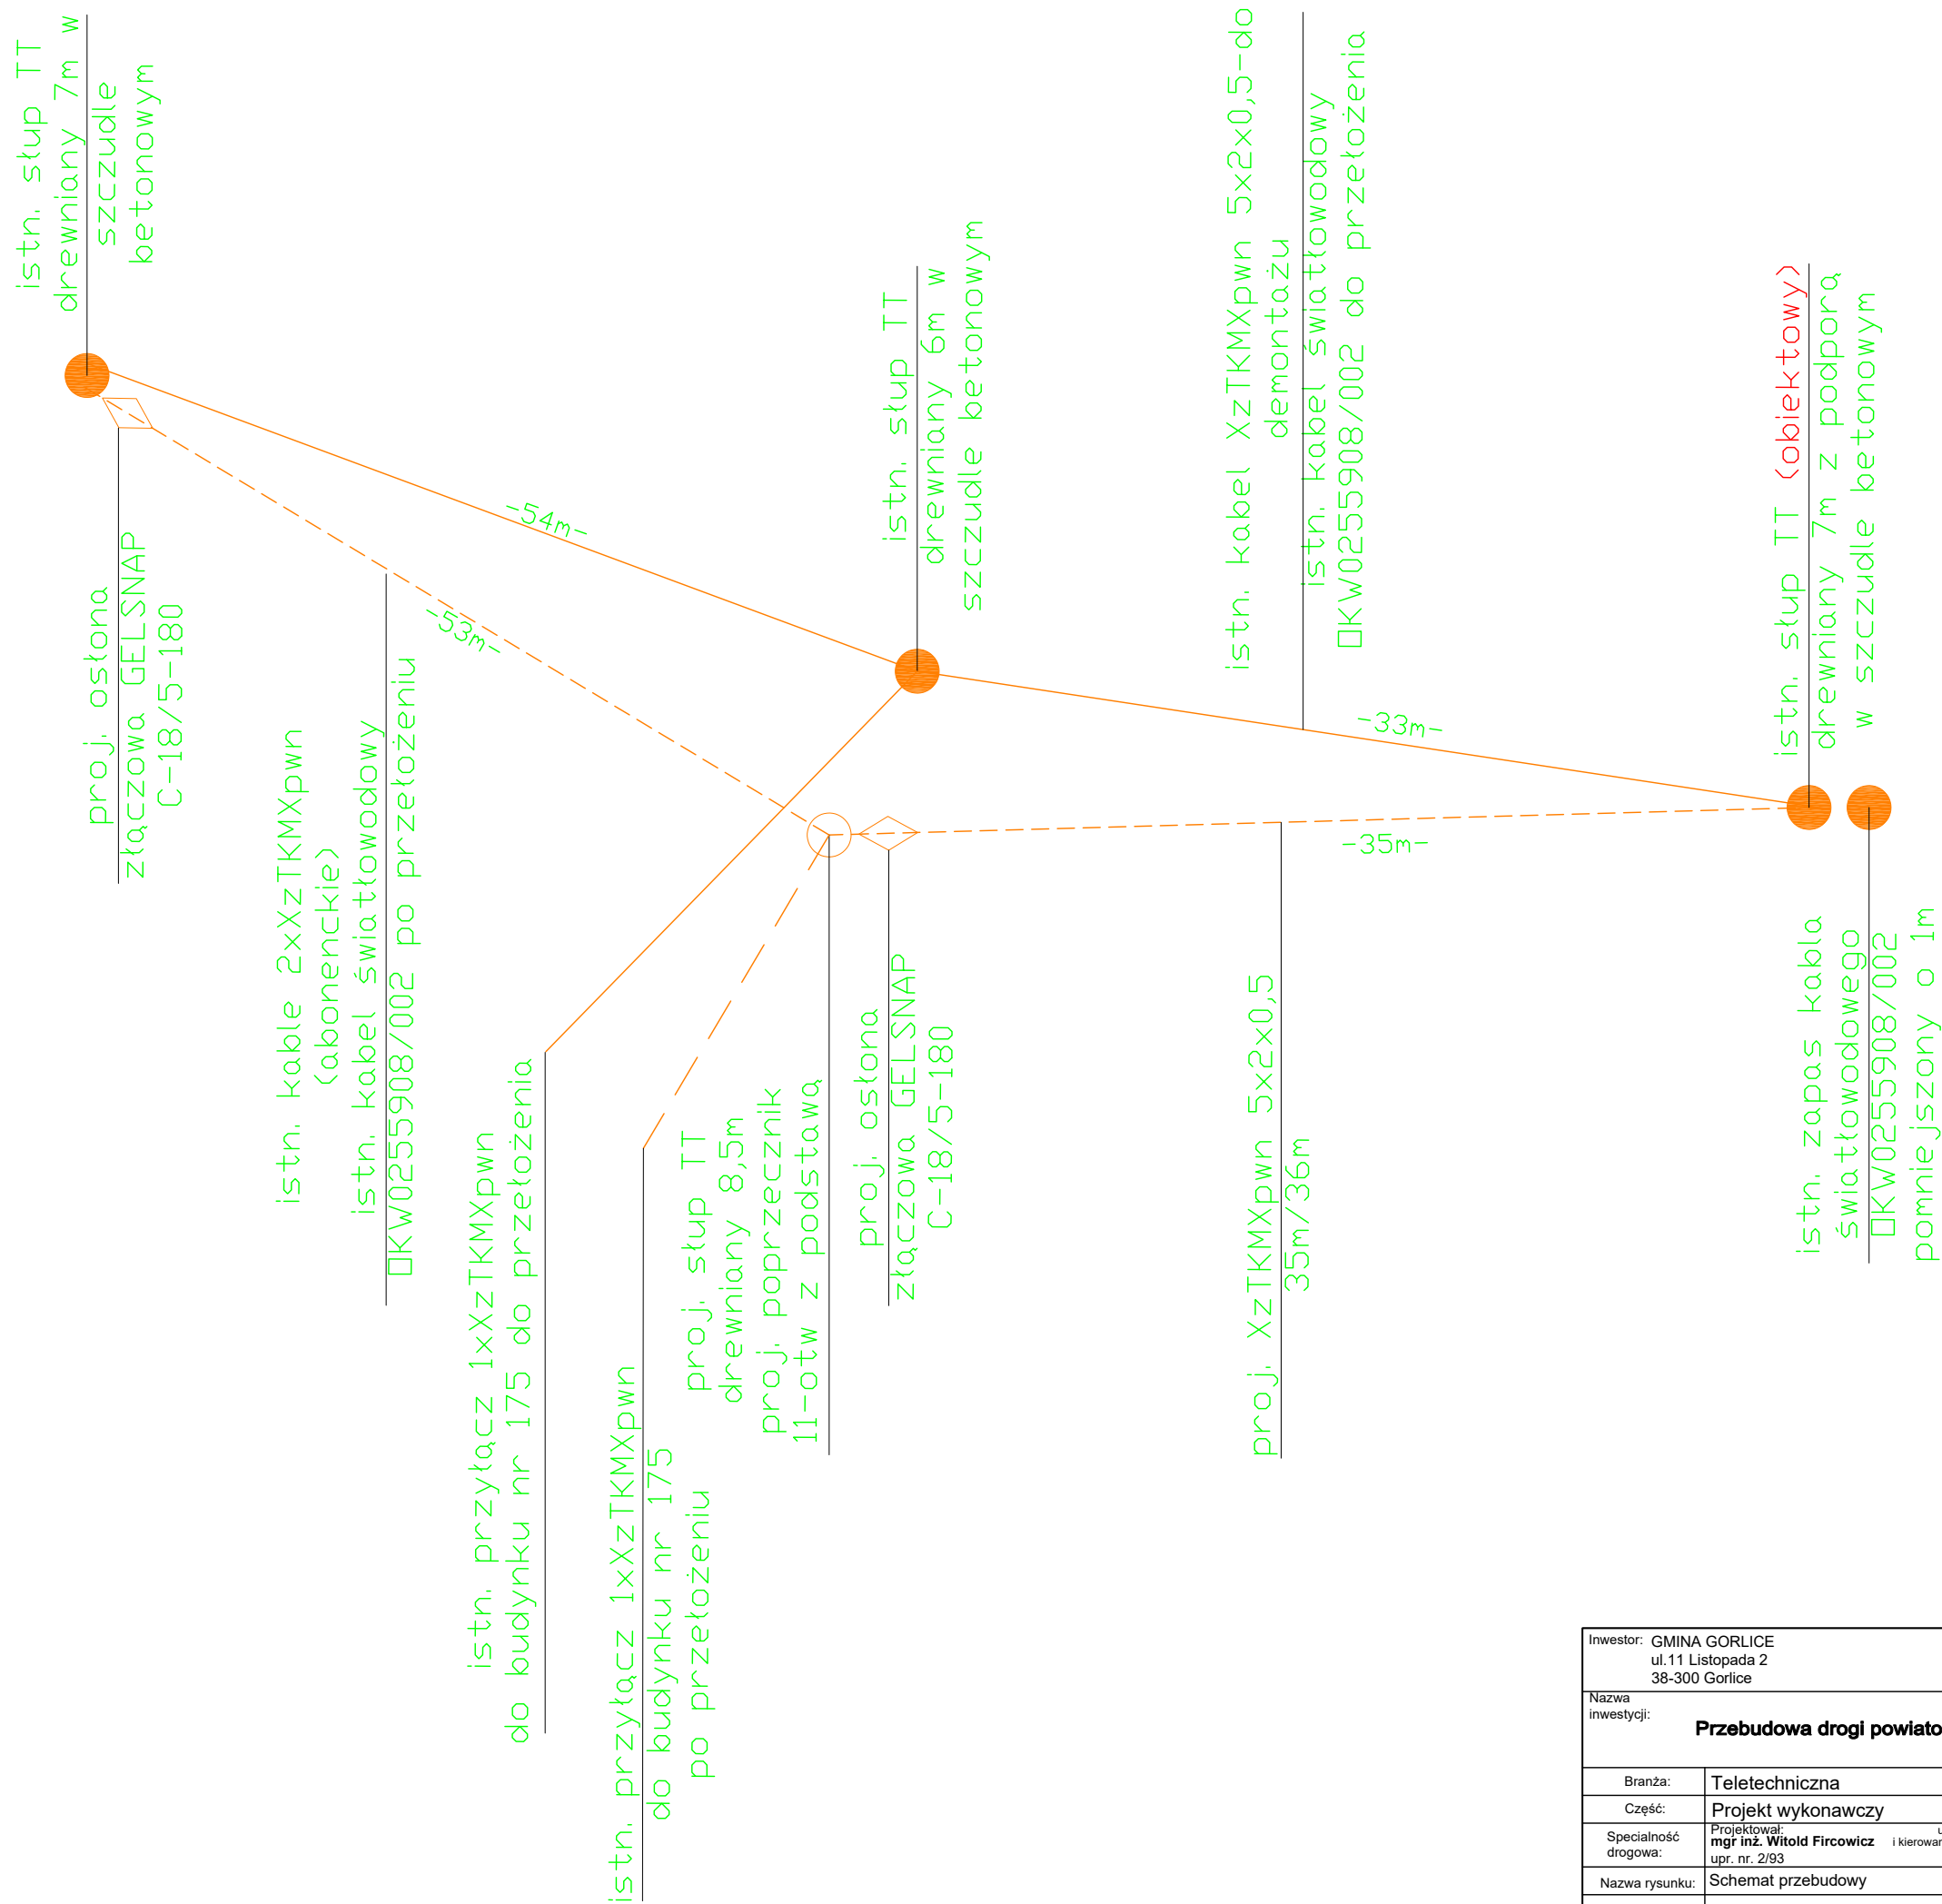 istn. słup TT
drewniany 7m w
szczudle
betonowym
proj. osłona
złączowa GELSNAP
C-18/5-180
-54m-
-53m-
istn. kable 2xXzTKMXpwn
(abonenckie)
istn. kabel światłowodowy
OKW0255908/002 po przełożeniu
istn. słup TT
drewniany 6m w
szczudle betonowym
istn. kabel XzTKMXpwn 5x2x0,5-do
demontażu
istn. kabel światłowodowy
OKW0255908/002 do przełożenia
-33m-
-35m-
istn. słup TT (obiektowy)
drewniany 7m z podporą
w szczudle betonowym
istn. przyłącz 1xXzTKMXpwn
do budynku nr 175 do przełożenia
istn. przyłącz 1xXzTKMXpwn
do budynku nr 175
po przełożeniu
proj. słup TT
drewniany 8,5m
proj. poprzecznik
11-otw z podstawą
proj. osłona
złączowa GELSNAP
C-18/5-180
proj. XzTKMXpwn 5x2x0,5
35m/36m
istn. zapas kabla
światłowodowego
OKW0255908/002
pomniejszony o 1m
Inwestor: GMINA GORLICE
ul.11 Listopada 2
38-300 Gorlice
Nazwa
inwestycji:
Przebudowa drogi powiato
Branża: Teletechniczna
Część: Projekt wykonawczy
Specialność
drogowa:
Projektował: u
mgr inż. Witold Fircowicz i kierowan
upr. nr. 2/93
Nazwa rysunku: Schemat przebudowy